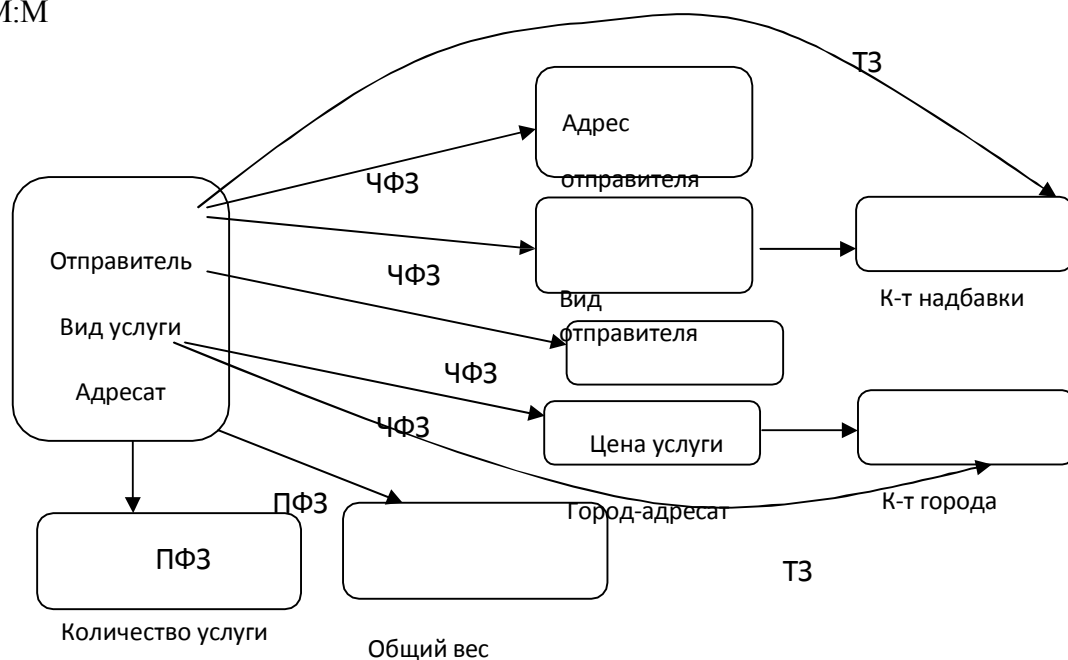 М:М
ТЗ
Адрес
отправителя
ЧФЗ
Отправитель
ЧФЗ
Вид
отправителя
К-т надбавки
Вид услуги
ЧФЗ
Адресат
ЧФЗ
Цена услуги
ПФЗ
Город-адресат
К-т города
ПФЗ
ТЗ
Количество услуги
Общий вес